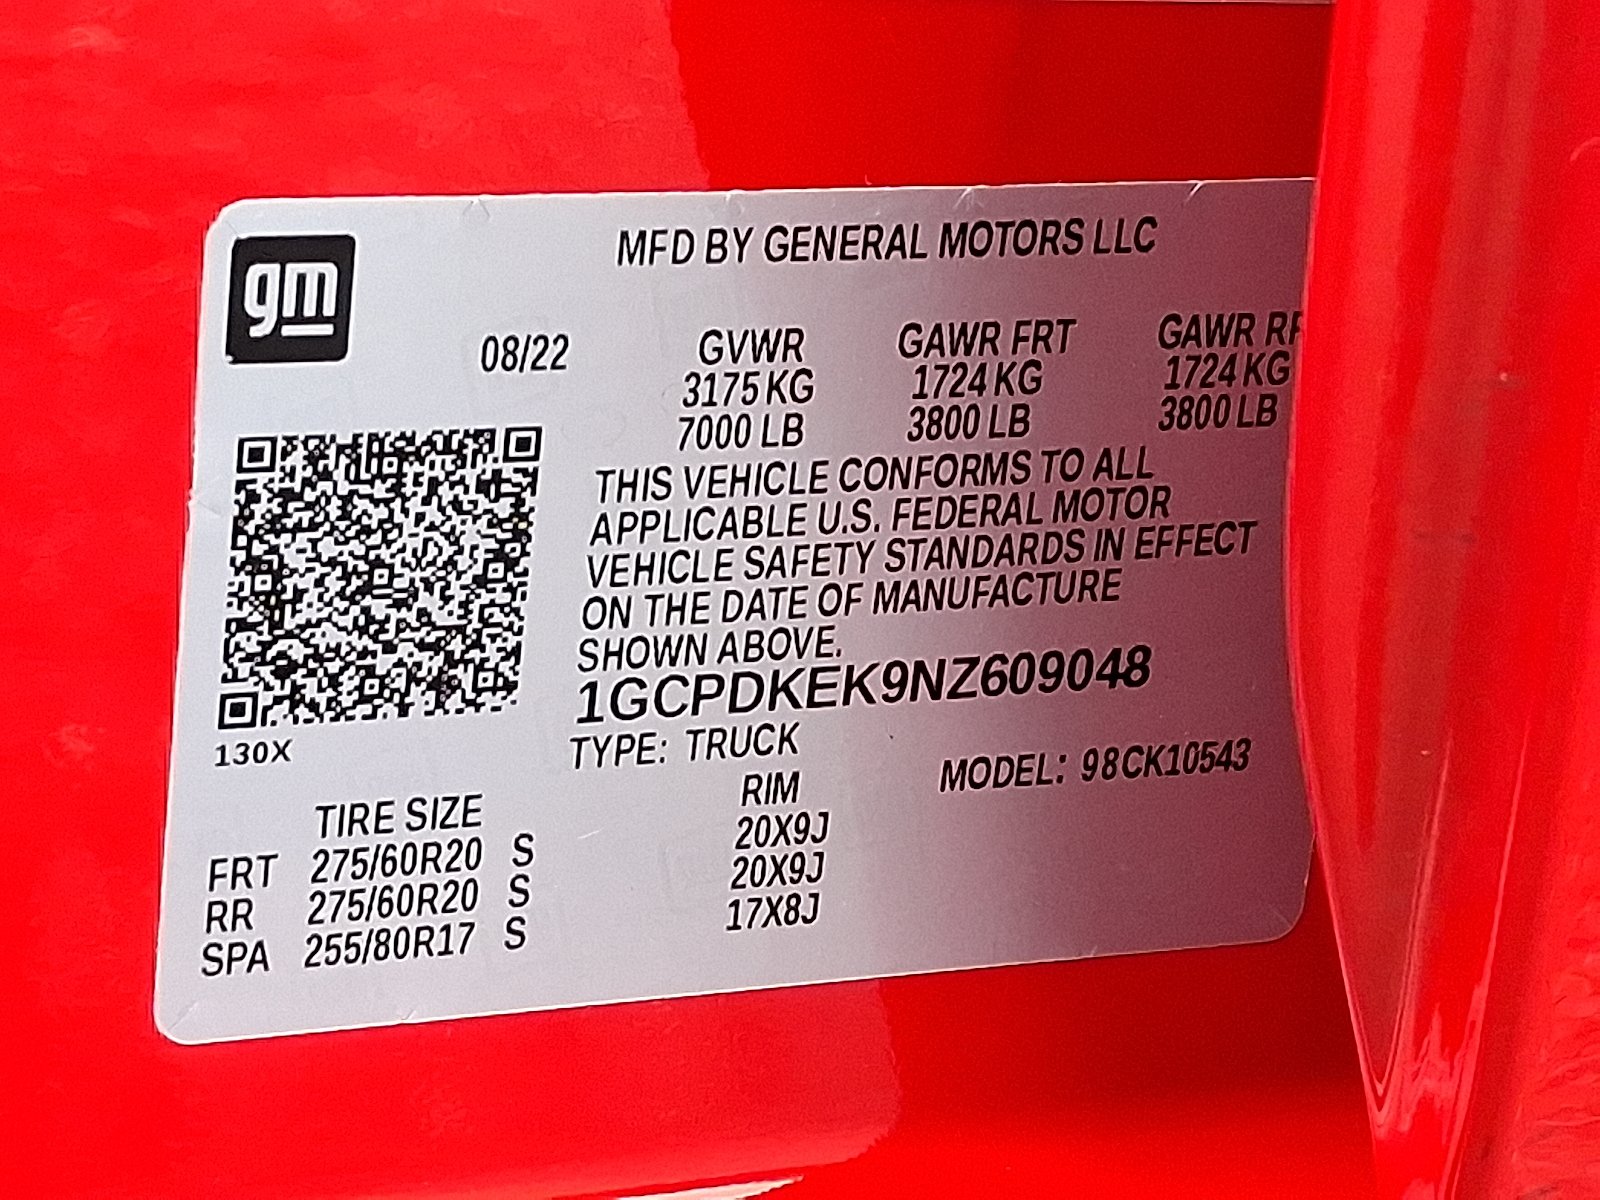 gm
MFD BY GENERAL MOTORS LLC
08/22 GVWR GAWR FRT GAWR
3175 KG 1724 KG 1724 KG
7000 LB 3800 LB 3800 LB
THIS VEHICLE CONFORMS TO ALL
APPLICABLE U.S. FEDERAL MOTOR
VEHICLE SAFETY STANDARDS IN EFFECT
ON THE DATE OF MANUFACTURE
SHOWN ABOVE.
1GCPDKEK9NZ609048
130X
TYPE: TRUCK MODEL: 98CK10543
TIRE SIZE RIM
FRT 275/60R20 S 20X9J
RR 275/60R20 S 20X9J
SPA 255/80R17 S 17X8J